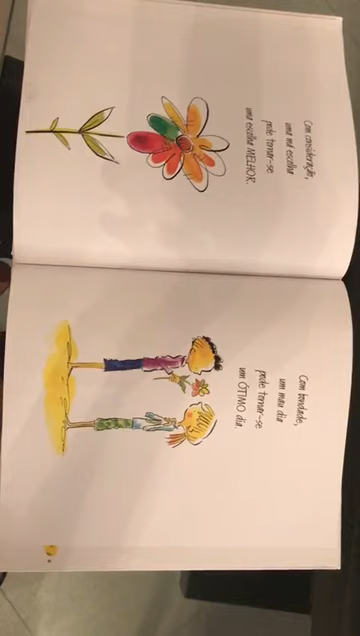 Com consideração,
uma má escolha
pode tornar-se
uma escolha MELHOR.
Com bondade,
um mau dia
pode tornar-se
um ÓTIMO dia.